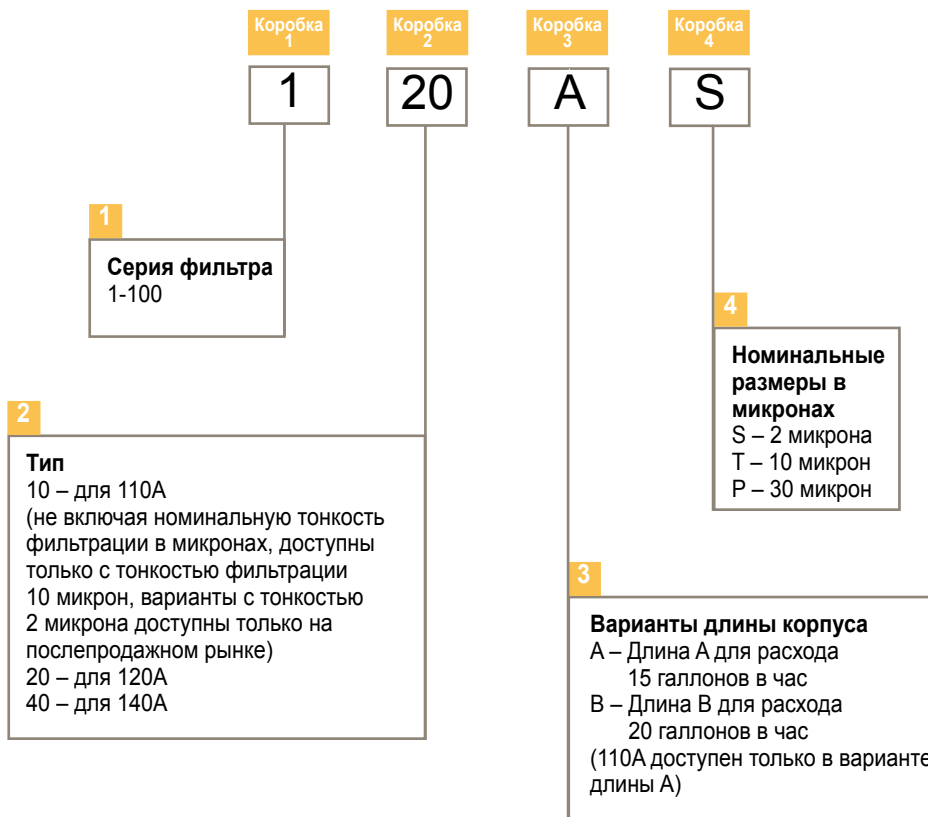 Коробка
1
Коробка
2
Коробка
3
Коробка
4
1
20
A
S
1
Серия фильтра
1-100
4
Номинальные
размеры в
микронах
S – 2 микрона
T – 10 микрон
P – 30 микрон
2
Тип
10 – для 110A
(не включая номинальную тонкость
фильтрации в микронах, доступны
только с тонкостью фильтрации
10 микрон, варианты с тонкостью
2 микрона доступны только на
послепродажном рынке)
20 – для 120A
40 – для 140A
3
Варианты длины корпуса
A – Длина A для расхода
15 галлонов в час
B – Длина B для расхода
20 галлонов в час
(110A доступен только в варианте
длины A)